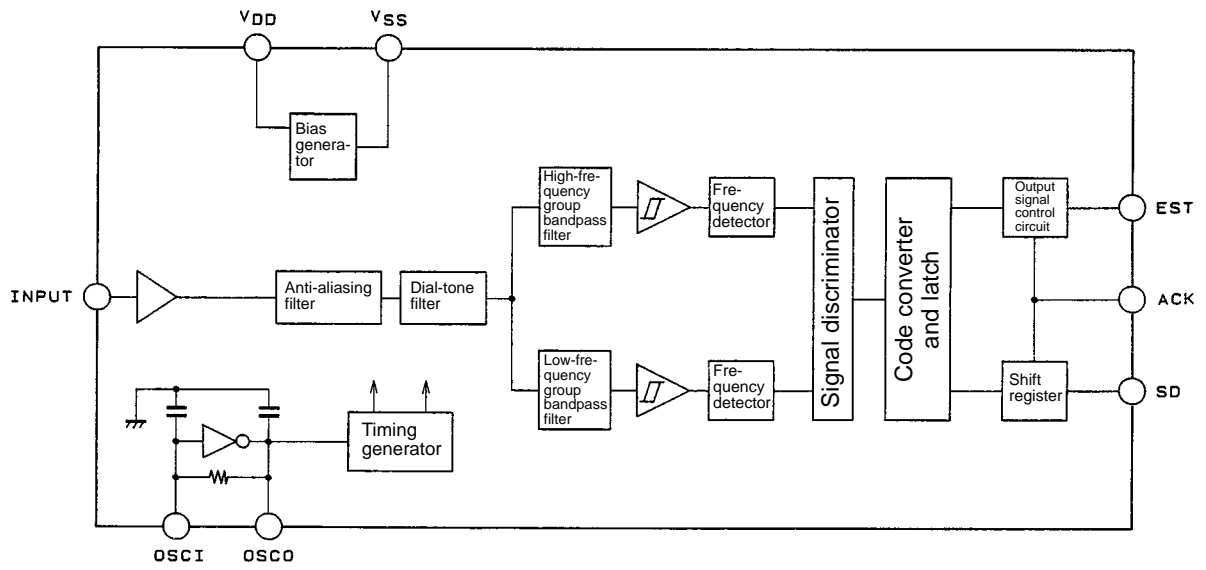 VDD
VSS
Bias
genera-
tor
High-frequency
group
bandpass
filter
Fre-
quency
detector
Signal discriminator
Code converter
and latch
Output
signal
control
circuit
EST
INPUT
Anti-aliasing
filter
Dial-tone
filter
ACK
Low-fre-
quency
group
bandpass
filter
Fre-
quency
detector
Shift
register
SD
Timing
generator
OSCI
OSCO